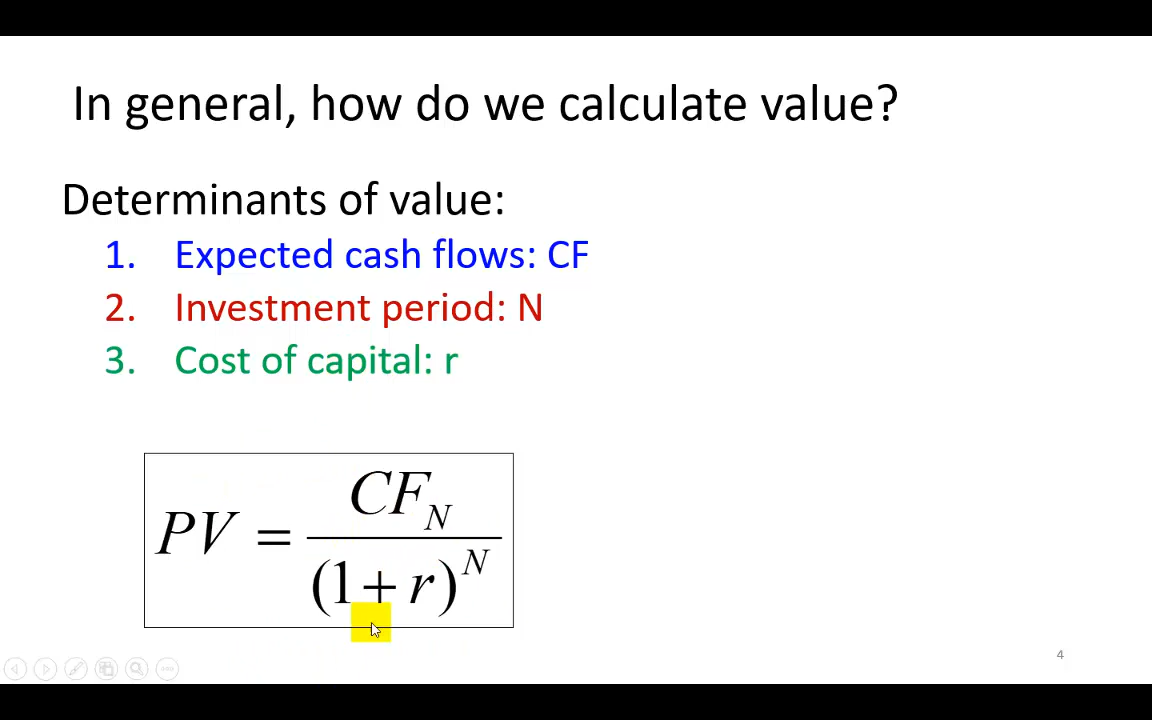 In general, how do we calculate value?
Determinants of value:
1. Expected cash flows: CF
2. Investment period: N
3. Cost of capital: r
PV = CF_N / (1 + r)^N
4